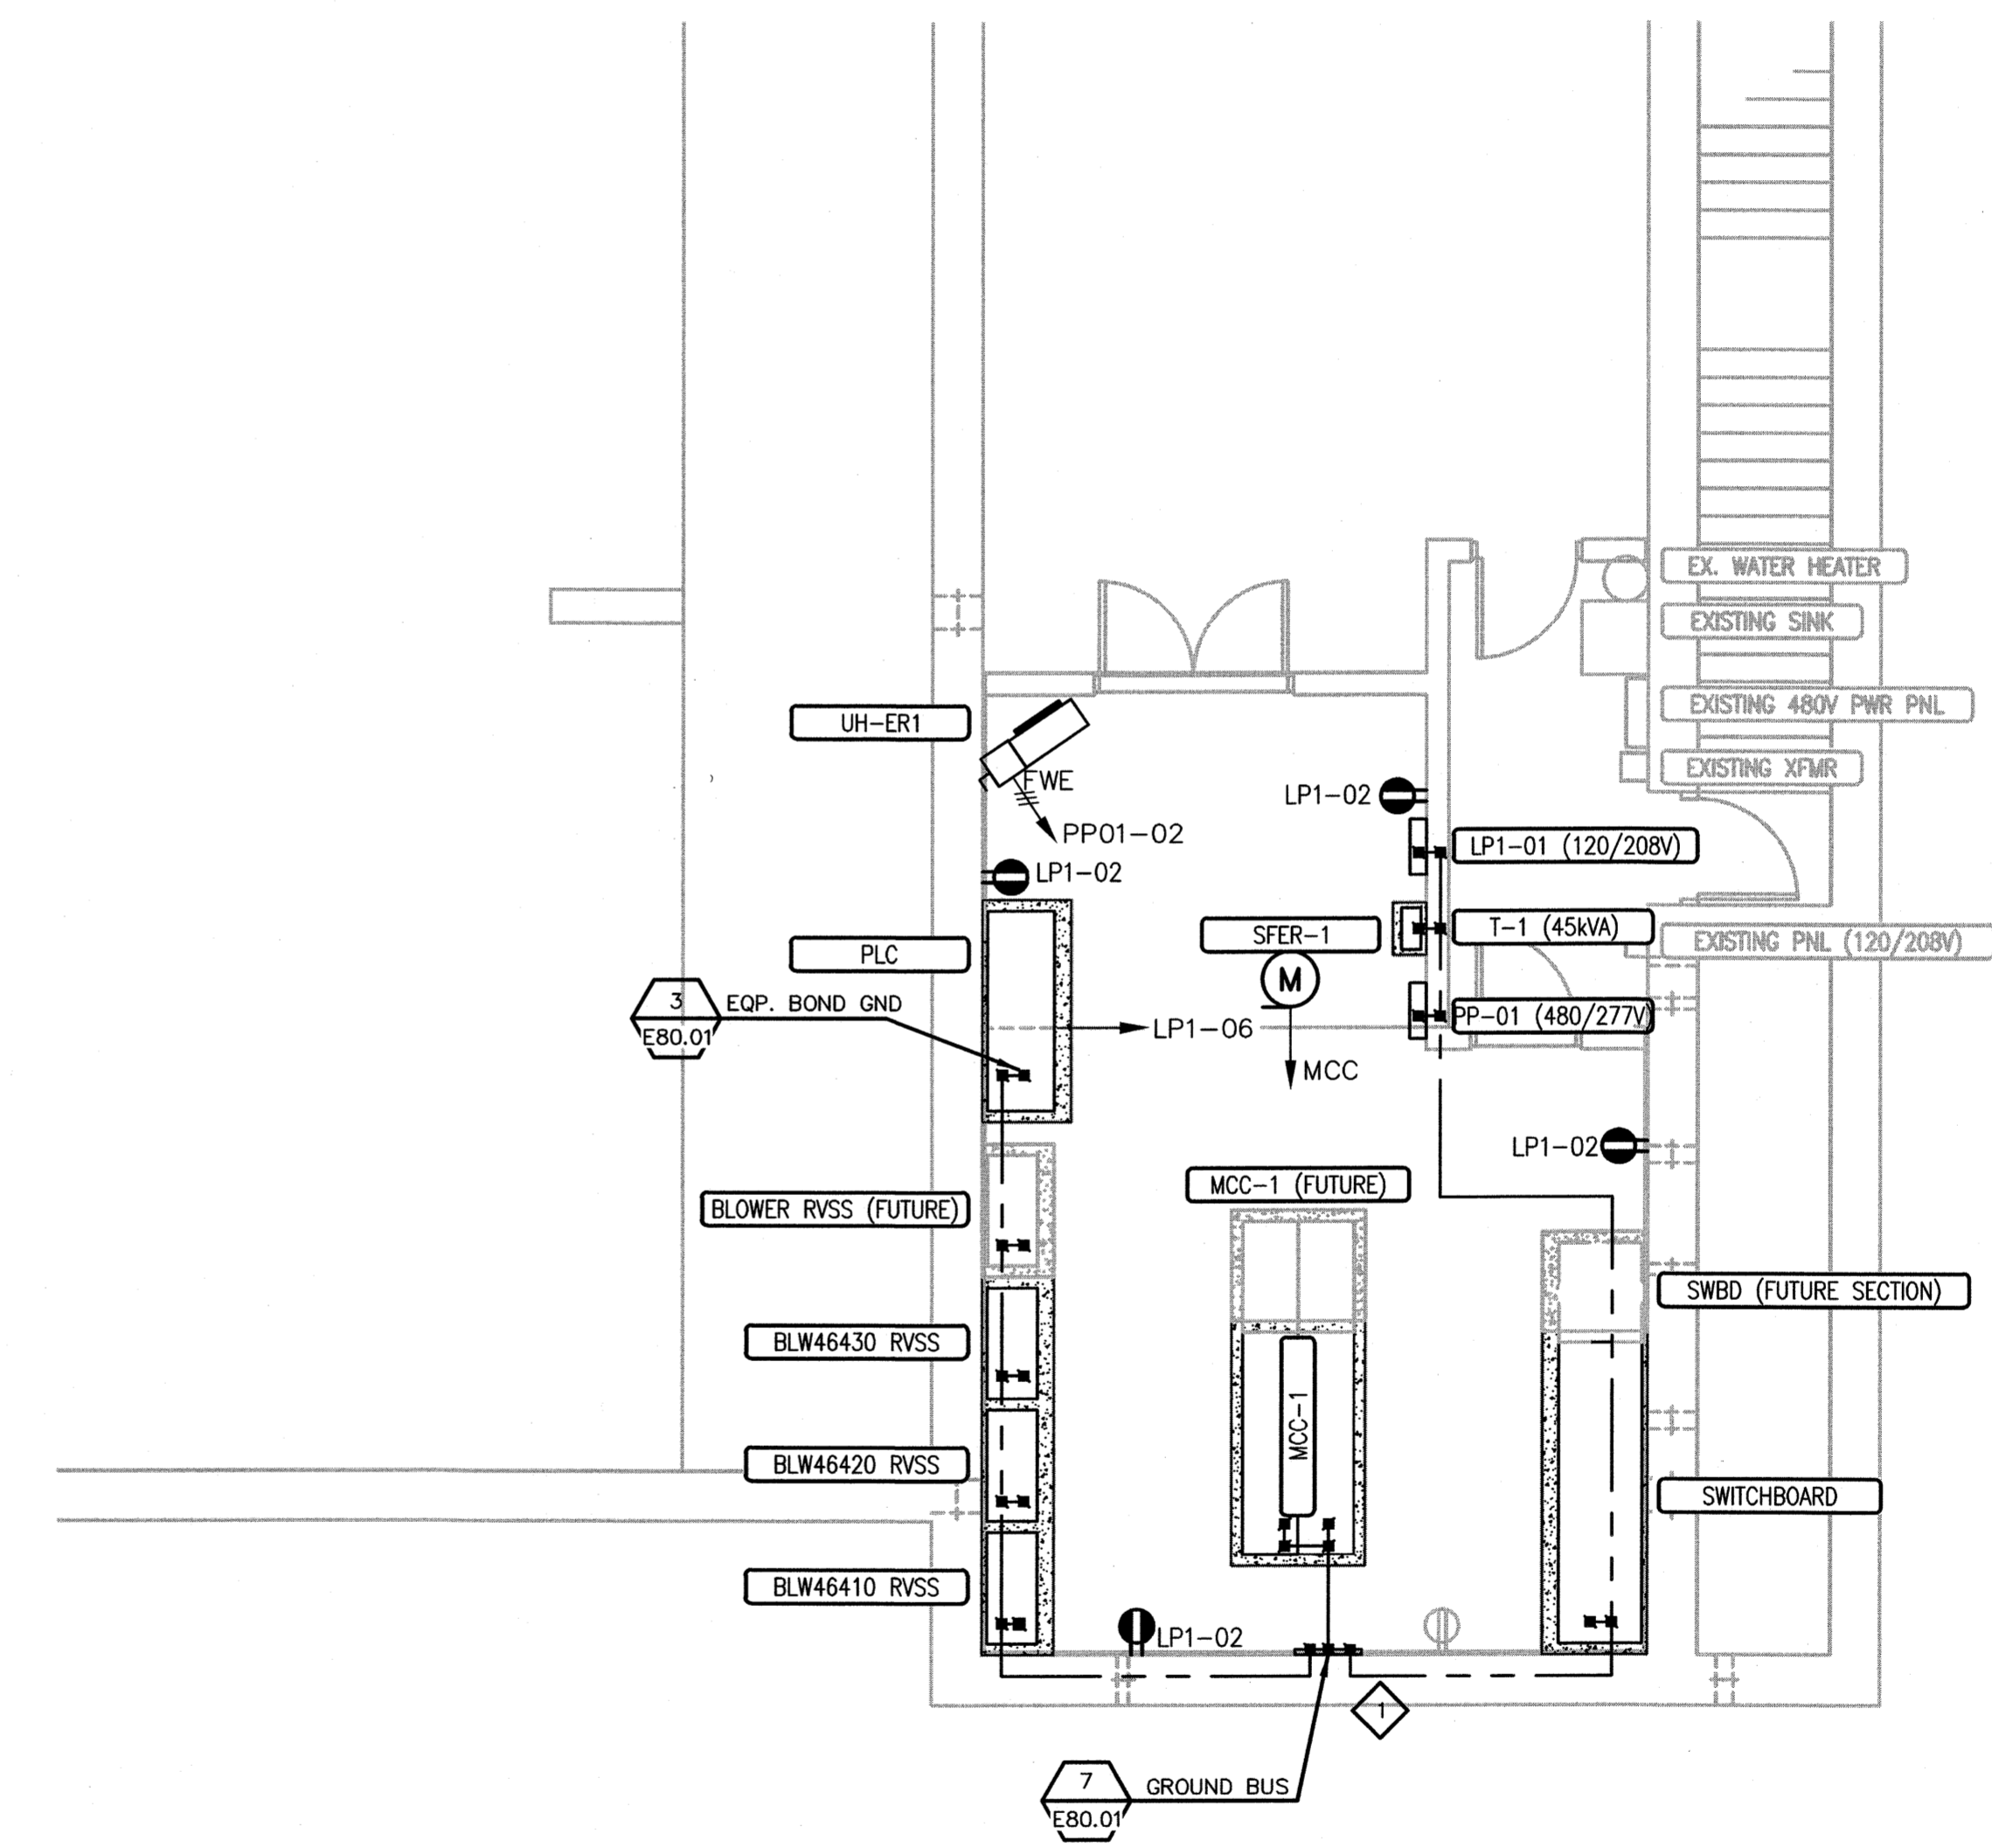 EX. WATER HEATER
EXISTING SINK
EXISTING 480V PWR PNL
UH-ER1
EXISTING XFMR
FWE
LP1-02
PP01-02
LP1-01 (120/208V)
LP1-02
SFER-1
T-1 (45kVA)
EXISTING PNL (120/208V)
PLC
M
3
EQP. BOND GND
E80.01
LP1-06
PP-01 (480/277V)
MCC
LP1-02
MCC-1 (FUTURE)
BLOWER RVSS (FUTURE)
SWBD (FUTURE SECTION)
BLW46430 RVSS
MCC-1
BLW46420 RVSS
SWITCHBOARD
BLW46410 RVSS
LP1-02
1
7
GROUND BUS
E80.01